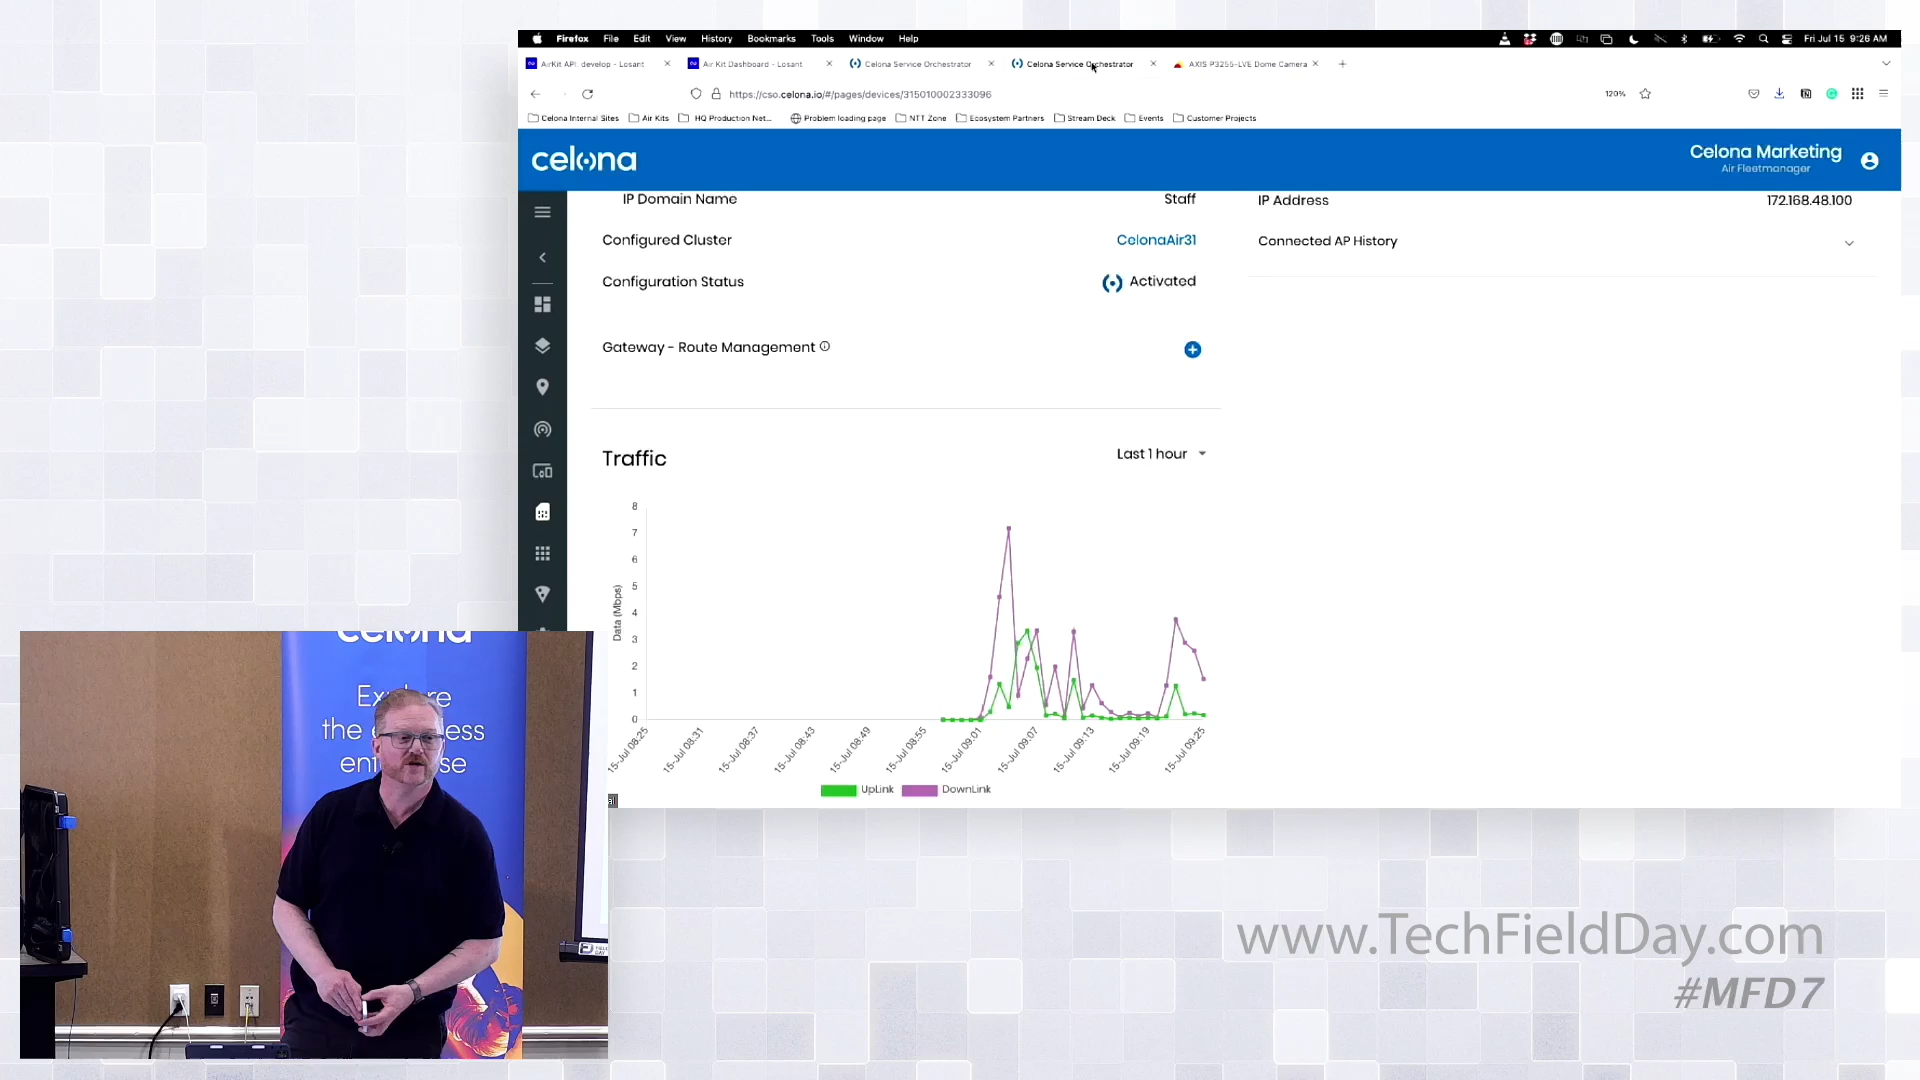 Firefox File Edit View History Bookmarks Tools Window Help Fri Jul 15 9:26 AM
AirKit API: develop - Losant Air Kit Dashboard - Losant Celona Service Orchestrator Celona Service Orchestrator AXIS P3255-LVE Dome Camera
https://cso.celona.io/#/pages/devices/315010002333096 120%
Celona Internal Sites Air Kits HQ Production Net... Problem loading page NTT Zone Ecosystem Partners Stream Deck Events Customer Projects
celona
Celona Marketing
Air Fleetmanager
IP Domain Name Staff
IP Address 172.168.48.100
Configured Cluster CelonaAir31
Connected AP History
Configuration Status Activated
Gateway - Route Management
Traffic Last 1 hour
Data (Mbps)
8
7
6
5
4
3
2
1
0
15-Jul 08:25 15-Jul 08:31 15-Jul 08:37 15-Jul 08:43 15-Jul 08:49 15-Jul 08:55 15-Jul 09:01 15-Jul 09:07 15-Jul 09:13 15-Jul 09:19 15-Jul 09:25
UpLink DownLink
celona
the
www.TechFieldDay.com
#MFD7